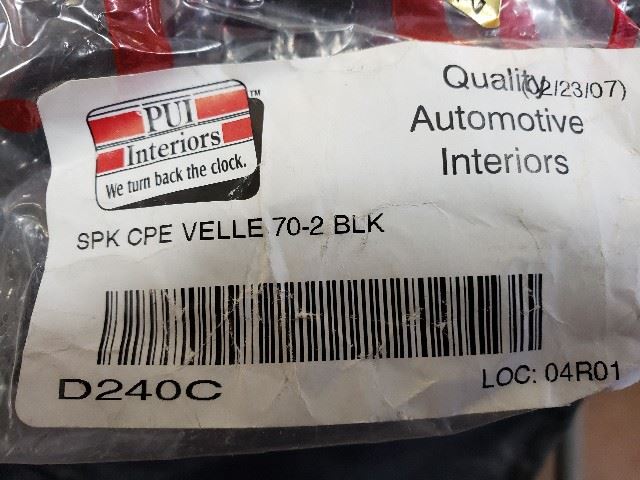 PUI
Interiors
We turn back the clock.
TM
Quality (02/23/07)
Automotive
Interiors
SPK CPE VELLE 70-2 BLK
D240C
LOC: 04R01